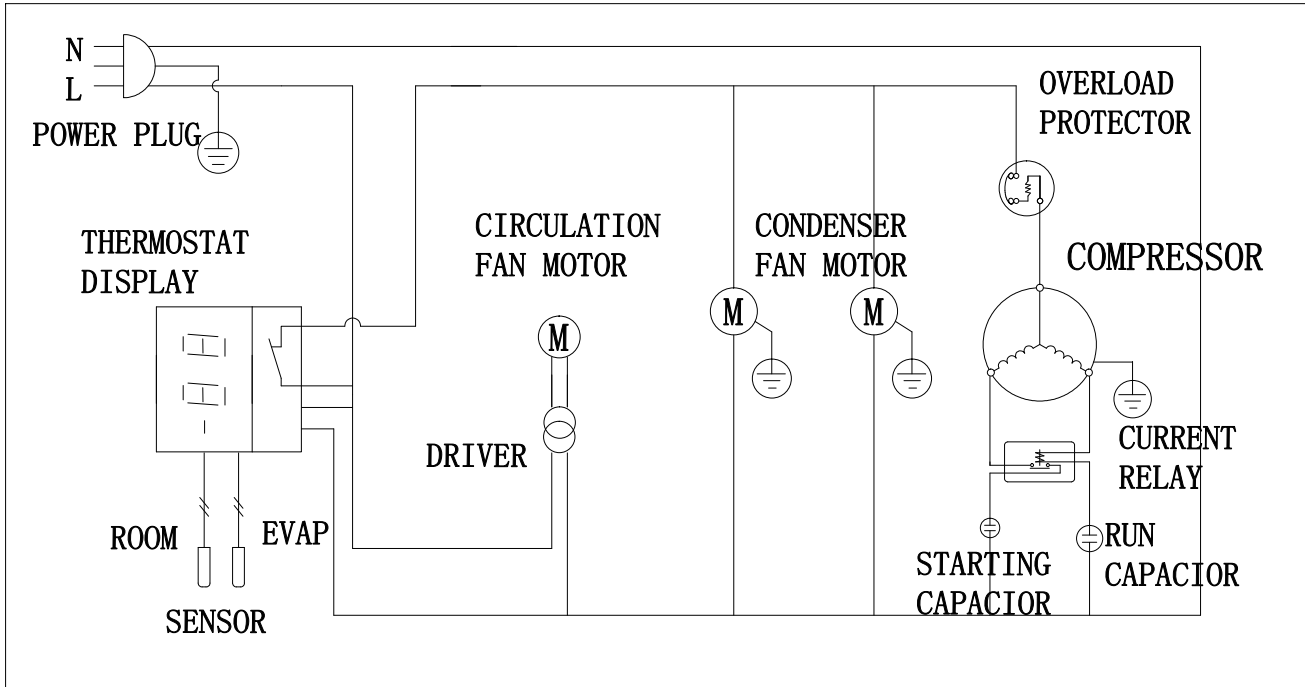 N
L
POWER PLUG
OVERLOAD
PROTECTOR
THERMOSTAT
DISPLAY
CIRCULATION
FAN MOTOR
CONDENSER
FAN MOTOR
COMPRESSOR
M
M
M
DRIVER
CURRENT
RELAY
ROOM
EVAP
SENSOR
STARTING
CAPACIOR
RUN
CAPACIOR